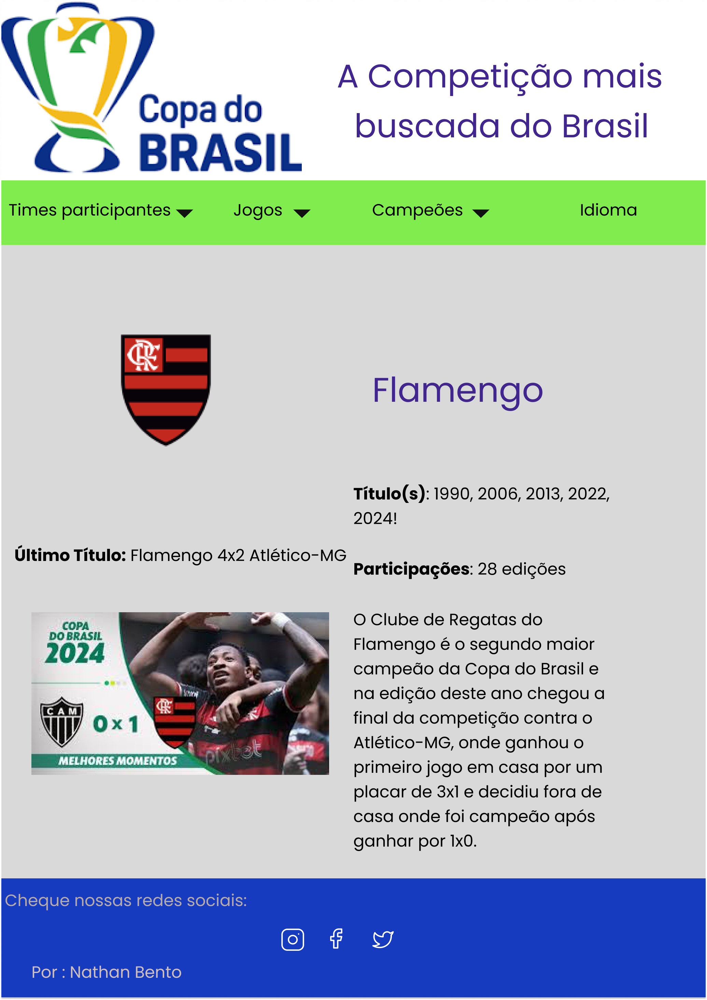 Copa do
BRASIL
A Competição mais
buscada do Brasil
Times participantes
Jogos
Campeões
Idioma
CRF
Flamengo
Título(s): 1990, 2006, 2013, 2022,
2024!
Último Título: Flamengo 4x2 Atlético-MG
Participações: 28 edições
COPA
DO BRASIL
2024
CAM
0 x 1
CRF
pixbet
MELHORES MOMENTOS
O Clube de Regatas do
Flamengo é o segundo maior
campeão da Copa do Brasil e
na edição deste ano chegou a
final da competição contra o
Atlético-MG, onde ganhou o
primeiro jogo em casa por um
placar de 3x1 e decidiu fora de
casa onde foi campeão após
ganhar por 1x0.
Cheque nossas redes sociais:
Por : Nathan Bento